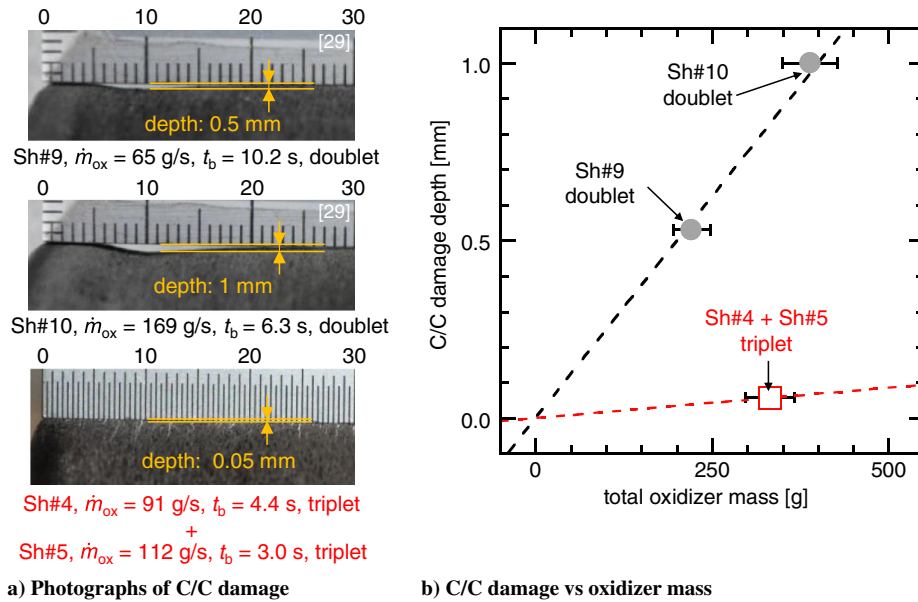 0 10 20 30
[29]
depth: 0.5 mm
Sh#9, ṁox = 65 g/s, tb = 10.2 s, doublet
0 10 20 30
[29]
depth: 1 mm
Sh#10, ṁox = 169 g/s, tb = 6.3 s, doublet
0 10 20 30
depth: 0.05 mm
Sh#4, ṁox = 91 g/s, tb = 4.4 s, triplet
+
Sh#5, ṁox = 112 g/s, tb = 3.0 s, triplet
a) Photographs of C/C damage
C/C damage depth [mm]
1.0
0.5
0.0
Sh#10
doublet
Sh#9
doublet
Sh#4 + Sh#5
triplet
0 250 500
total oxidizer mass [g]
b) C/C damage vs oxidizer mass